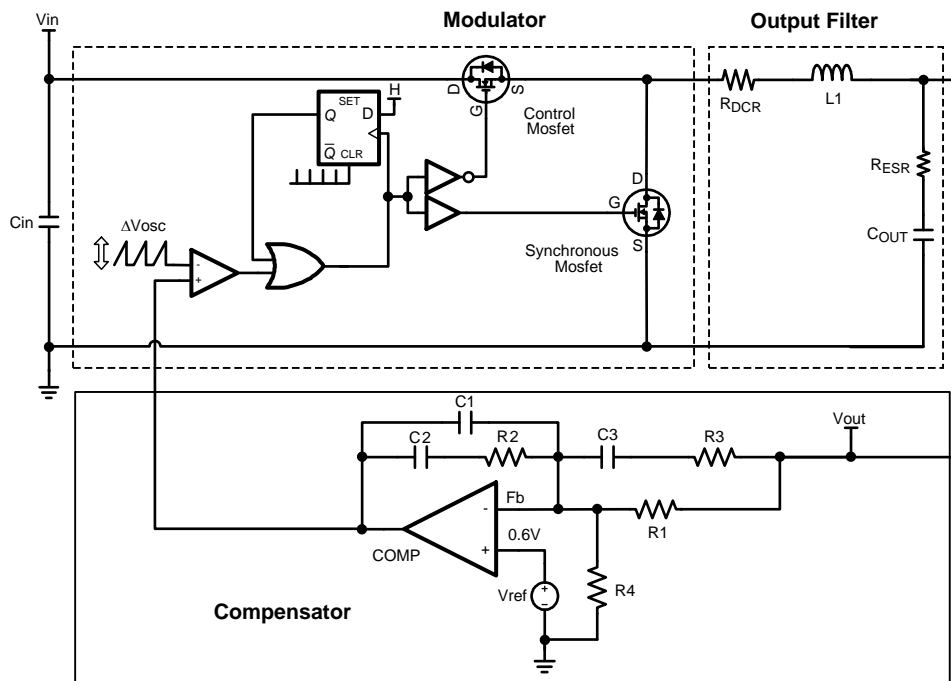 Modulator
Output Filter
Vin
H
SET
Q
D
Q̅
CLR
D
S
G
Control
Mosfet
RDCR
L1
RESR
D
G
S
COUT
Synchronous
Mosfet
Cin
ΔVosc
-
+
C1
C2
R2
C3
R3
Vout
Fb
-
0.6V
+
COMP
R1
Vref
+
−
R4
Compensator